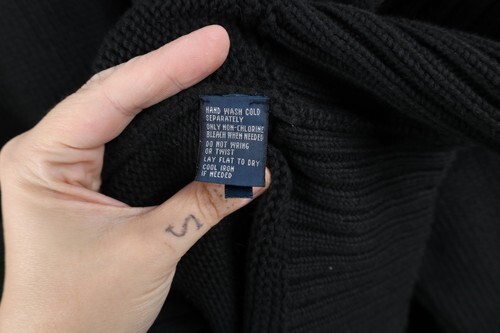 HAND WASH COLD
SEPARATELY
ONLY NON-CHLORINE
BLEACH WHEN NEEDED
DO NOT WRING
OR TWIST
LAY FLAT TO DRY
COOL IRON
IF NEEDED